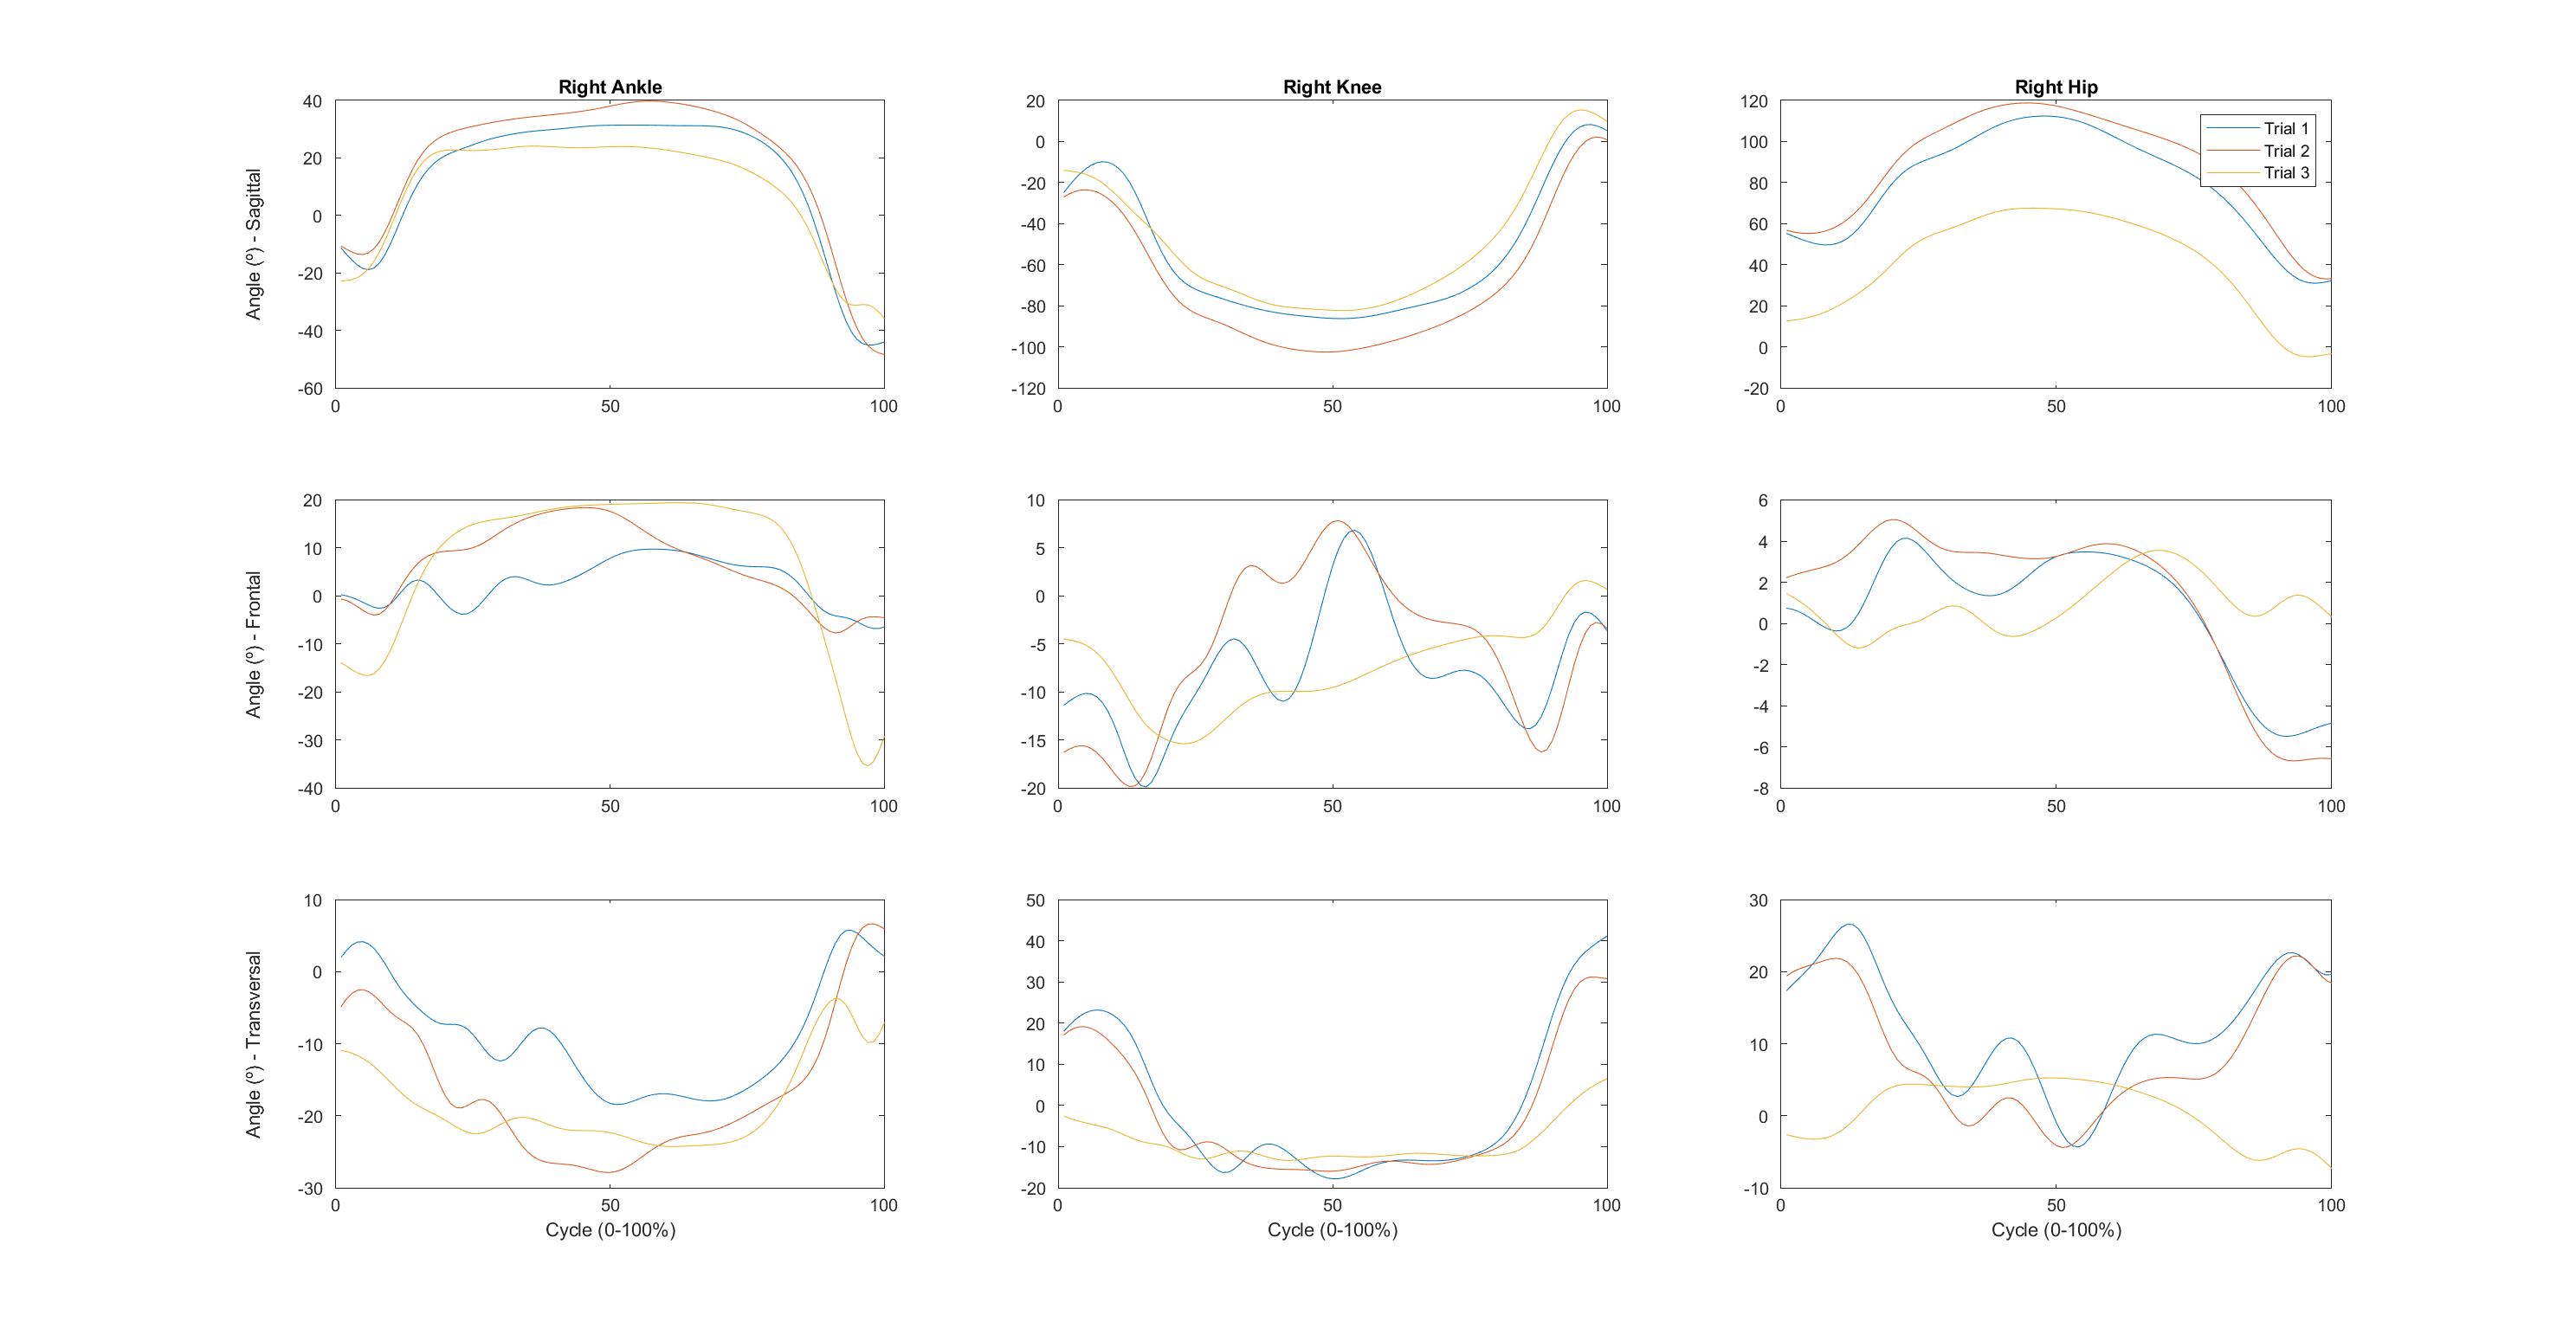 Right Ankle
Right Knee
Right Hip
Angle (º) - Sagittal
40
20
0
-20
-40
-60
0 50 100
20
0
-20
-40
-60
-80
-100
-120
0 50 100
120
100
80
60
40
20
0
-20
0 50 100
Trial 1
Trial 2
Trial 3
Angle (º) - Frontal
20
10
0
-10
-20
-30
-40
0 50 100
10
5
0
-5
-10
-15
-20
0 50 100
6
4
2
0
-2
-4
-6
-8
0 50 100
Angle (º) - Transversal
10
0
-10
-20
-30
0 50 100
Cycle (0-100%)
50
40
30
20
10
0
-10
-20
0 50 100
Cycle (0-100%)
30
20
10
0
-10
0 50 100
Cycle (0-100%)